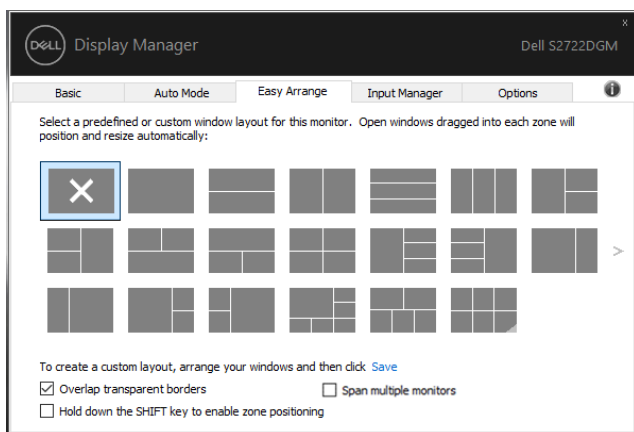 x
DELL Display Manager Dell S2722DGM
Basic Auto Mode Easy Arrange Input Manager Options i
Select a predefined or custom window layout for this monitor. Open windows dragged into each zone will
position and resize automatically:
>
To create a custom layout, arrange your windows and then click Save
Overlap transparent borders Span multiple monitors
Hold down the SHIFT key to enable zone positioning